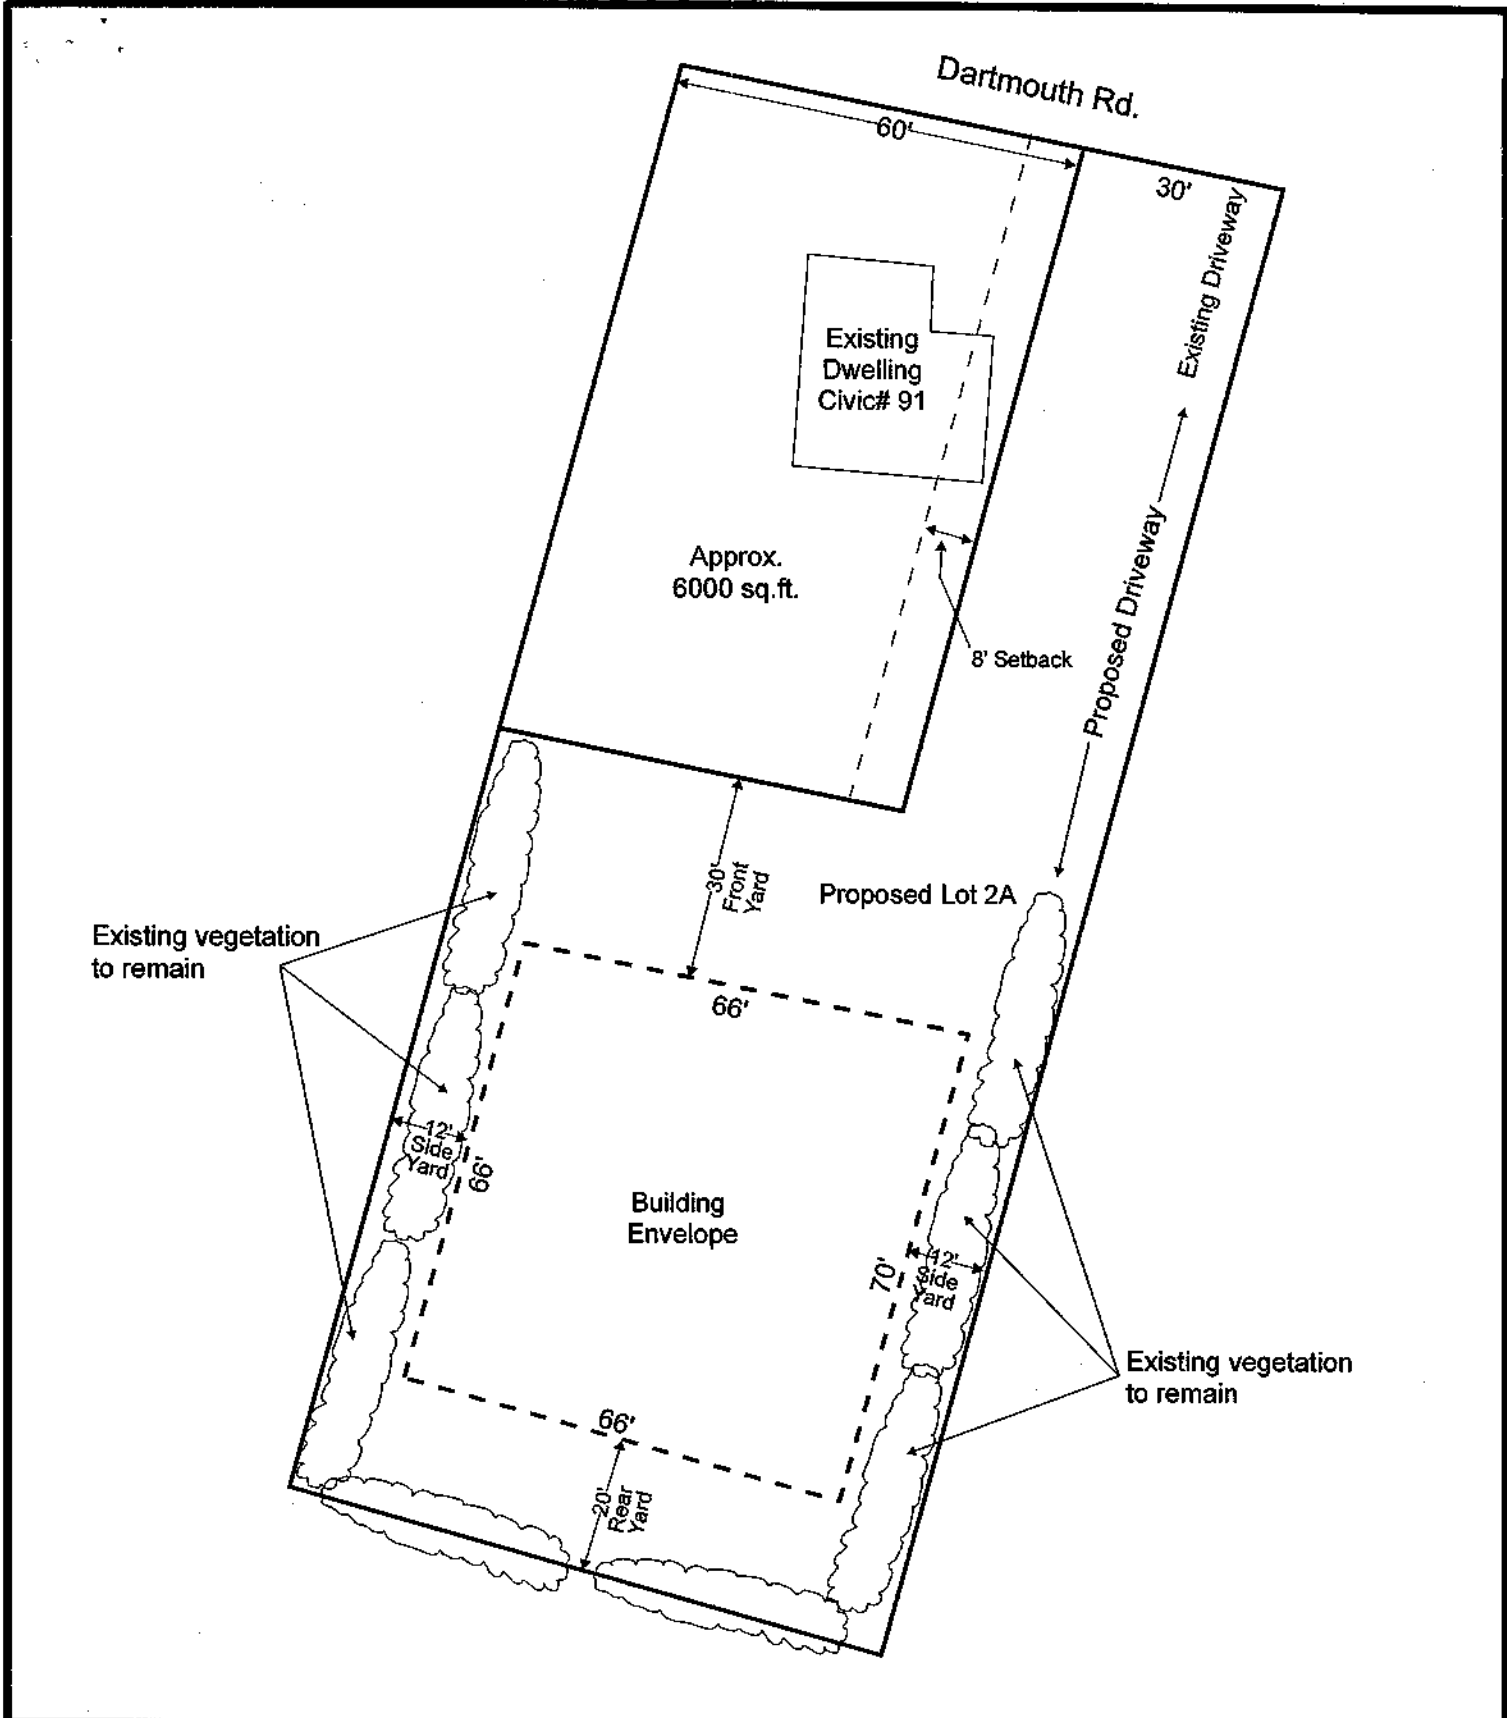 Dartmouth Rd.
60'
30'
Existing Driveway
Existing
Dwelling
Civic# 91
Approx.
6000 sq.ft.
8' Setback
Proposed Driveway
30'
Front
Yard
Proposed Lot 2A
Existing vegetation
to remain
66'
12'
Side
Yard
66'
Building
Envelope
70'
12'
Side
Yard
Existing vegetation
to remain
66'
20'
Rear
Yard